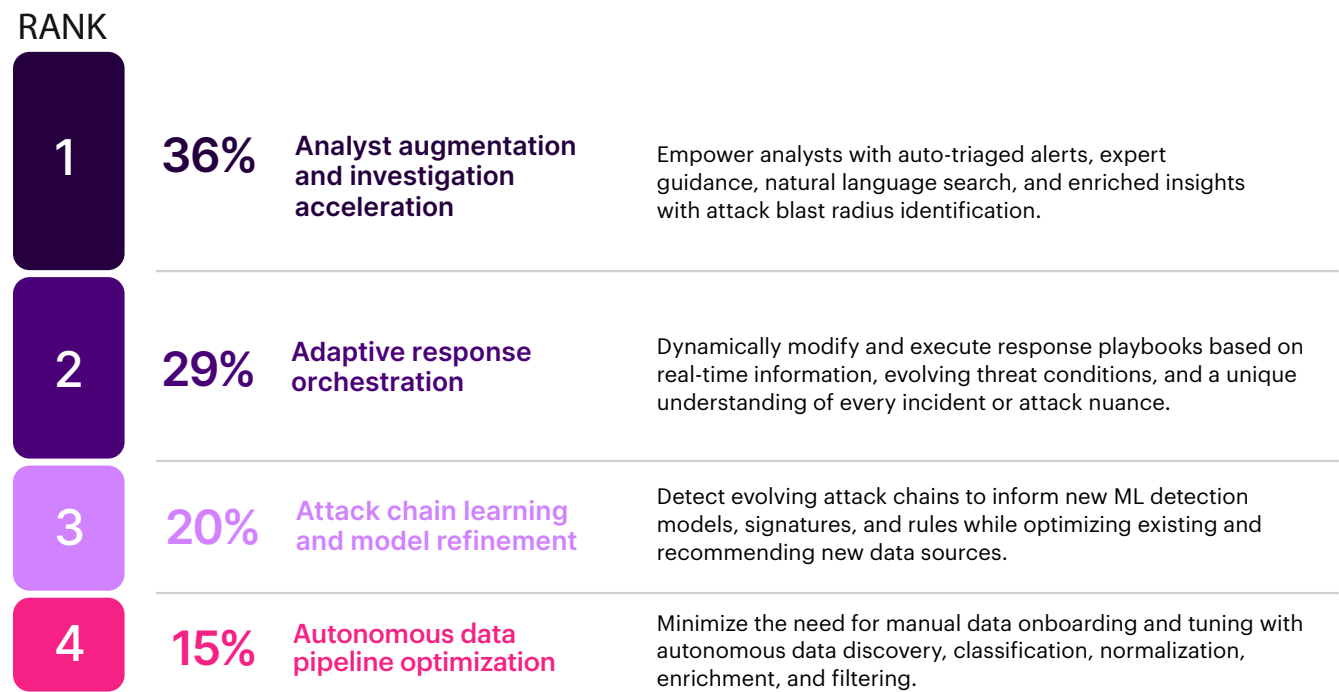 RANK
1
36%
Analyst augmentation
and investigation
acceleration
Empower analysts with auto-triaged alerts, expert
guidance, natural language search, and enriched insights
with attack blast radius identification.
2
29%
Adaptive response
orchestration
Dynamically modify and execute response playbooks based on
real-time information, evolving threat conditions, and a unique
understanding of every incident or attack nuance.
3
20%
Attack chain learning
and model refinement
Detect evolving attack chains to inform new ML detection
models, signatures, and rules while optimizing existing and
recommending new data sources.
4
15%
Autonomous data
pipeline optimization
Minimize the need for manual data onboarding and tuning with
autonomous data discovery, classification, normalization,
enrichment, and filtering.